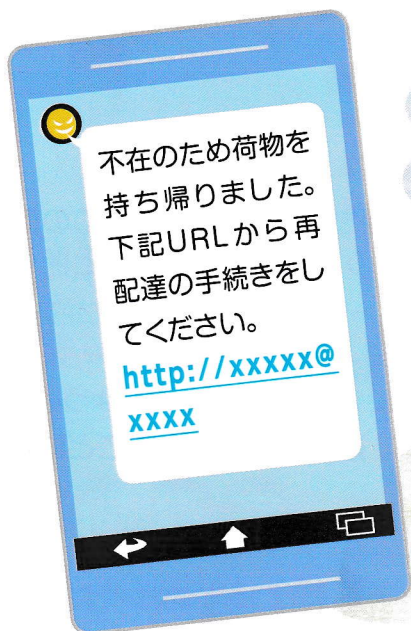 不在のため荷物を
持ち帰りました。
下記URLから再
配達の手続きをし
てください。
http://xxxxx@
xxxx